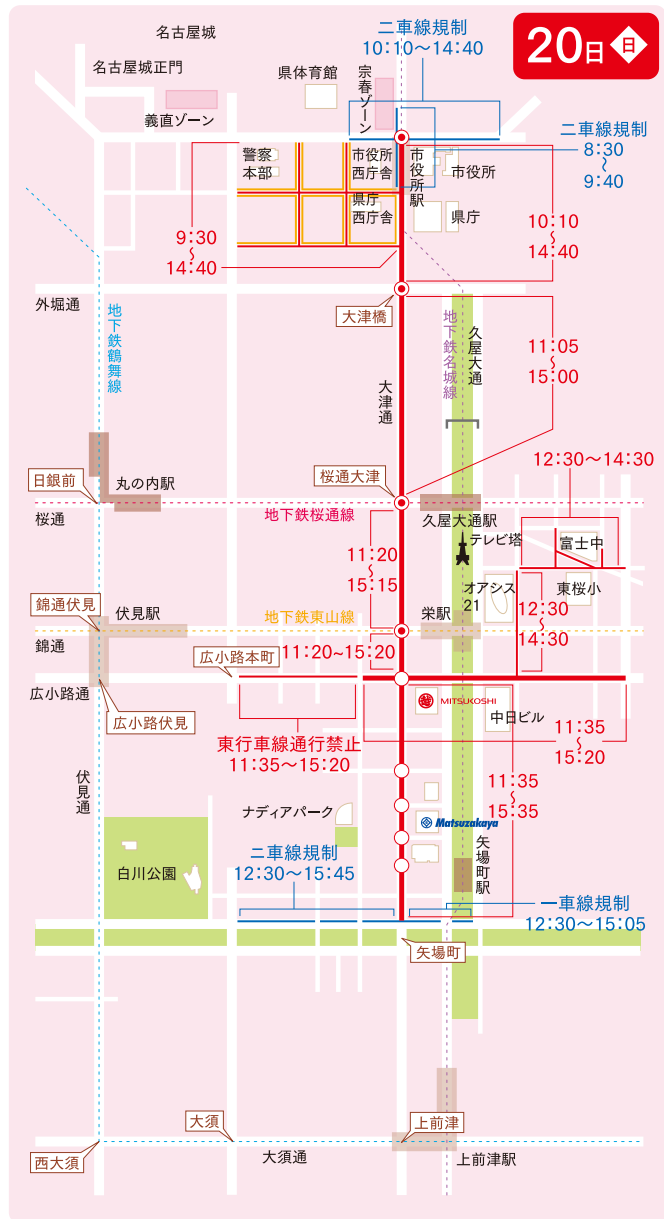 20日 日
名古屋城
二車線規制
10:10〜14:40
名古屋城正門
県体育館
宗春ゾーン
義直ゾーン
二車線規制
8:30
〜
9:40
警察
本部
市役所
西庁舎
市役所駅
市役所
県庁
西庁舎
県庁
9:30
〜
14:40
10:10
〜
14:40
外堀通
大津橋
地下鉄鶴舞線
地下鉄名城線
久屋大通
11:05
〜
15:00
大津通
12:30〜14:30
日銀前
丸の内駅
桜通大津
桜通
地下鉄桜通線
久屋大通駅
テレビ塔
富士中
11:20
〜
15:15
オアシス
21
東桜小
錦通伏見
伏見駅
地下鉄東山線
栄駅
12:30
〜
14:30
錦通
広小路本町
11:20~15:20
広小路通
広小路伏見
MITSUKOSHI
中日ビル
東行車線通行禁止
11:35〜15:20
11:35
〜
15:20
伏見通
11:35
〜
15:35
ナディアパーク
Matsuzakaya
矢場町駅
白川公園
二車線規制
12:30〜15:45
一車線規制
12:30〜15:05
矢場町
大須
上前津
西大須
大須通
上前津駅